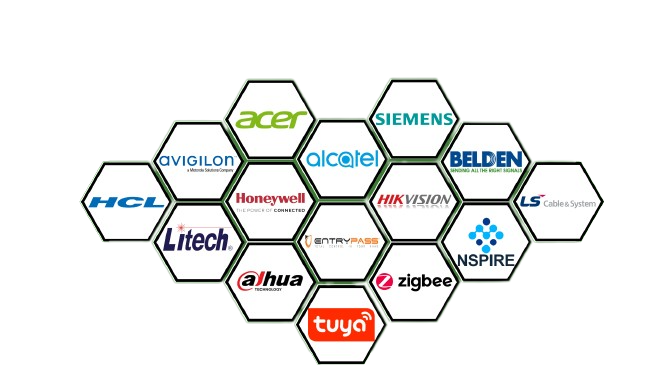 acer
SIEMENS
aviGiLON
a Motorola Solutions Company
alcatel
BELDEN
SENDING ALL THE RIGHT SIGNALS
HCL
Honeywell
THE POWER OF CONNECTED
HIKVISION
LS Cable & System
Litech®
ENTRYPASS
NSPIRE
alhua
TECHNOLOGY
zigbee
tuya